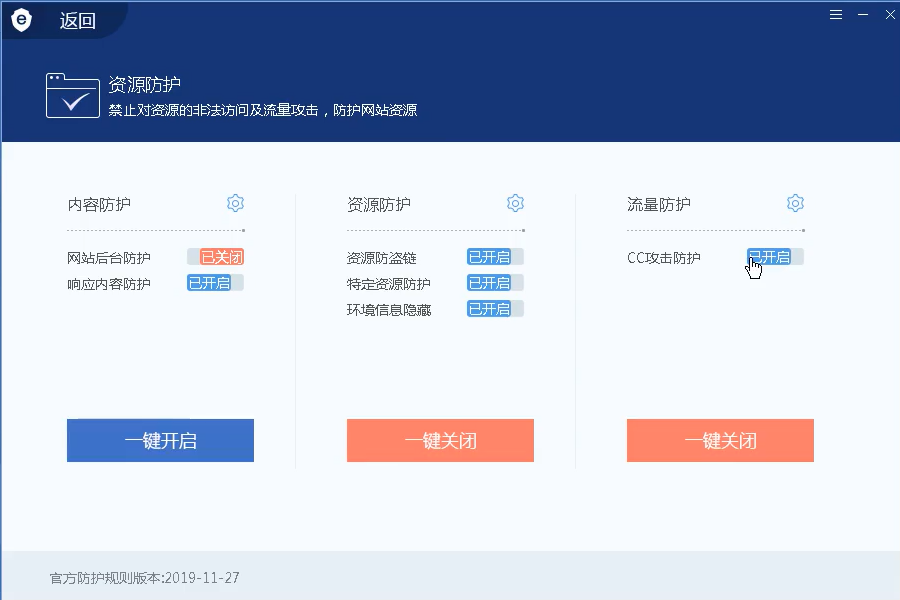 返回
资源防护
禁止对资源的非法访问及流量攻击，防护网站资源
内容防护
网站后台防护 已关闭
响应内容防护 已开启
一键开启
资源防护
资源防盗链 已开启
特定资源防护 已开启
环境信息隐藏 已开启
一键关闭
流量防护
CC攻击防护 已开启
一键关闭
官方防护规则版本:2019-11-27